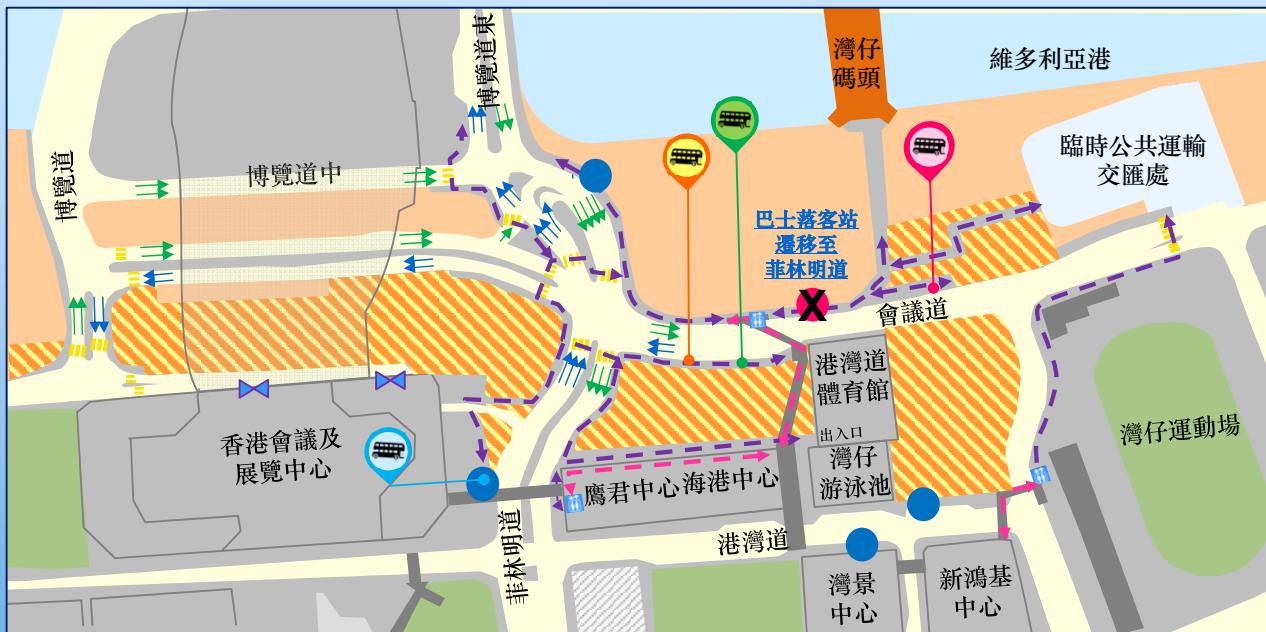 博覽道東
灣仔
碼頭
維多利亞港
臨時公共運輸
交匯處
博覽道
博覽道中
巴士落客站
遷移至
菲林明道
X
會議道
港灣道
體育館
出入口
灣仔
游泳池
灣仔運動場
香港會議及
展覽中心
鷹君中心
海港中心
菲林明道
港灣道
灣景
中心
新鴻基
中心